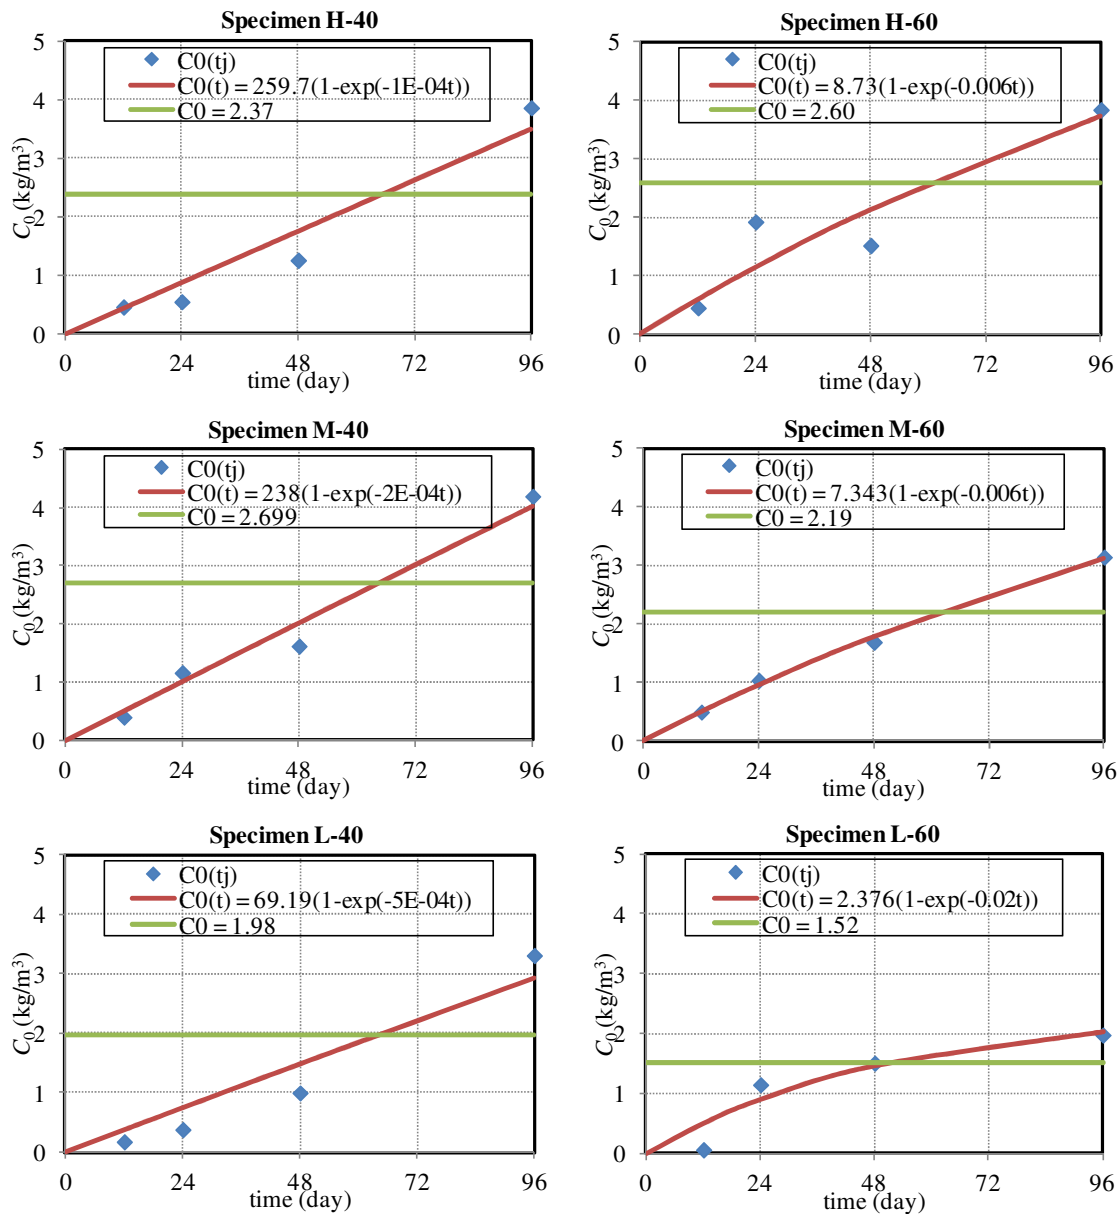 Specimen H-40
5
4
3
2
1
0
C0 (kg/m³)
C0(tj)
C0(t) = 259.7(1-exp(-1E-04t))
C0 = 2.37
0 24 48 72 96
time (day)
Specimen H-60
5
4
3
2
1
0
C0 (kg/m³)
C0(tj)
C0(t) = 8.73(1-exp(-0.006t))
C0 = 2.60
0 24 48 72 96
time (day)
Specimen M-40
5
4
3
2
1
0
C0 (kg/m³)
C0(tj)
C0(t) = 238(1-exp(-2E-04t))
C0 = 2.699
0 24 48 72 96
time (day)
Specimen M-60
5
4
3
2
1
0
C0 (kg/m³)
C0(tj)
C0(t) = 7.343(1-exp(-0.006t))
C0 = 2.19
0 24 48 72 96
time (day)
Specimen L-40
5
4
3
2
1
0
C0 (kg/m³)
C0(tj)
C0(t) = 69.19(1-exp(-5E-04t))
C0 = 1.98
0 24 48 72 96
time (day)
Specimen L-60
5
4
3
2
1
0
C0 (kg/m³)
C0(tj)
C0(t) = 2.376(1-exp(-0.02t))
C0 = 1.52
0 24 48 72 96
time (day)